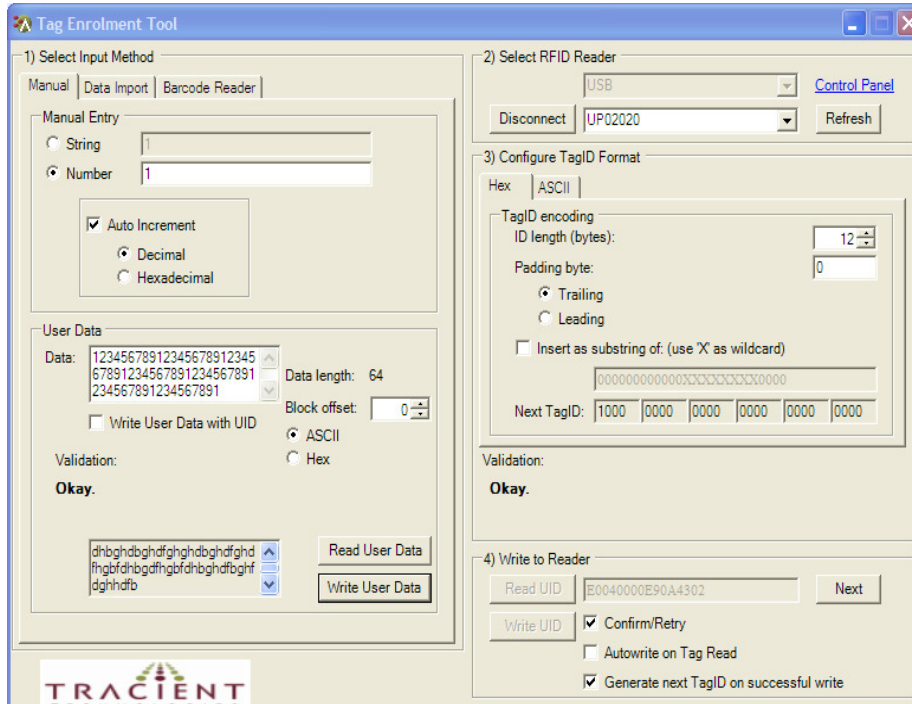 Tag Enrolment Tool
1) Select Input Method
Manual
Data Import
Barcode Reader
Manual Entry
String
1
Number
1
Auto Increment
Decimal
Hexadecimal
User Data
Data:
12345678912345678912345
67891234567891234567891
234567891234567891
Data length: 64
Block offset: 0
Write User Data with UID
ASCII
Hex
Validation:
Okay.
dhbghdbghdfghghdbghdfghd
fhgbfdhbgdfhgbfdhbghdfbghf
dghhdfb
Read User Data
Write User Data
TRACIENT
2) Select RFID Reader
USB
Control Panel
Disconnect
UP02020
Refresh
3) Configure TagID Format
Hex
ASCII
TagID encoding
ID length (bytes): 12
Padding byte: 0
Trailing
Leading
Insert as substring of: (use 'X' as wildcard)
000000000000XXXXXXXX0000
Next TagID: 1000 0000 0000 0000 0000 0000
Validation:
Okay.
4) Write to Reader
Read UID
E0040000E90A4302
Next
Write UID
Confirm/Retry
Autowrite on Tag Read
Generate next TagID on successful write